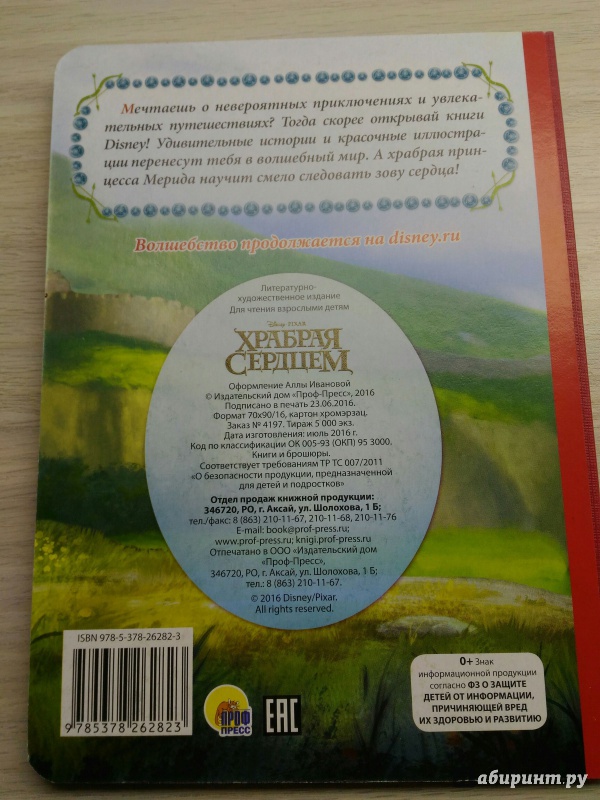 Мечтаешь о невероятных приключениях и увлека-
тельных путешествиях? Тогда скорее открывай книги
Disney! Удивительные истории и красочные иллюстра-
ции перенесут тебя в волшебный мир. А храбрая прин-
цесса Мерида научит смело следовать зову сердца!
Волшебство продолжается на disney.ru
Литературно-
художественное издание
Для чтения взрослыми детям
Disney · PIXAR
ХРАБРАЯ
СЕРДЦЕМ
Оформление Аллы Ивановой
© Издательский дом «Проф-Пресс», 2016
Подписано в печать 23.06.2016.
Формат 70х90/16, картон хромэрзац.
Заказ № 4197. Тираж 5 000 экз.
Дата изготовления: июль 2016 г.
Код по классификации ОК 005-93 (ОКП) 95 3000.
Книги и брошюры.
Соответствует требованиям ТР ТС 007/2011
«О безопасности продукции, предназначенной
для детей и подростков»
Отдел продаж книжной продукции:
346720, РО, г. Аксай, ул. Шолохова, 1 Б;
тел./факс: 8 (863) 210-11-67, 210-11-68, 210-11-76
E-mail: book@prof-press.ru;
www.prof-press.ru; knigi.prof-press.ru
Отпечатано в ООО «Издательский дом
«Проф-Пресс»,
346720, РО, г. Аксай, ул. Шолохова, 1 Б;
тел.: 8 (863) 210-11-67.
© 2016 Disney/Pixar.
All rights reserved.
ISBN 978-5-378-26282-3
9 785378 262823
ПРОФ
ПРЕСС
ЕАС
0+ Знак
информационной продукции
согласно ФЗ О ЗАЩИТЕ
ДЕТЕЙ ОТ ИНФОРМАЦИИ,
ПРИЧИНЯЮЩЕЙ ВРЕД
ИХ ЗДОРОВЬЮ И РАЗВИТИЮ
абиринт.ру